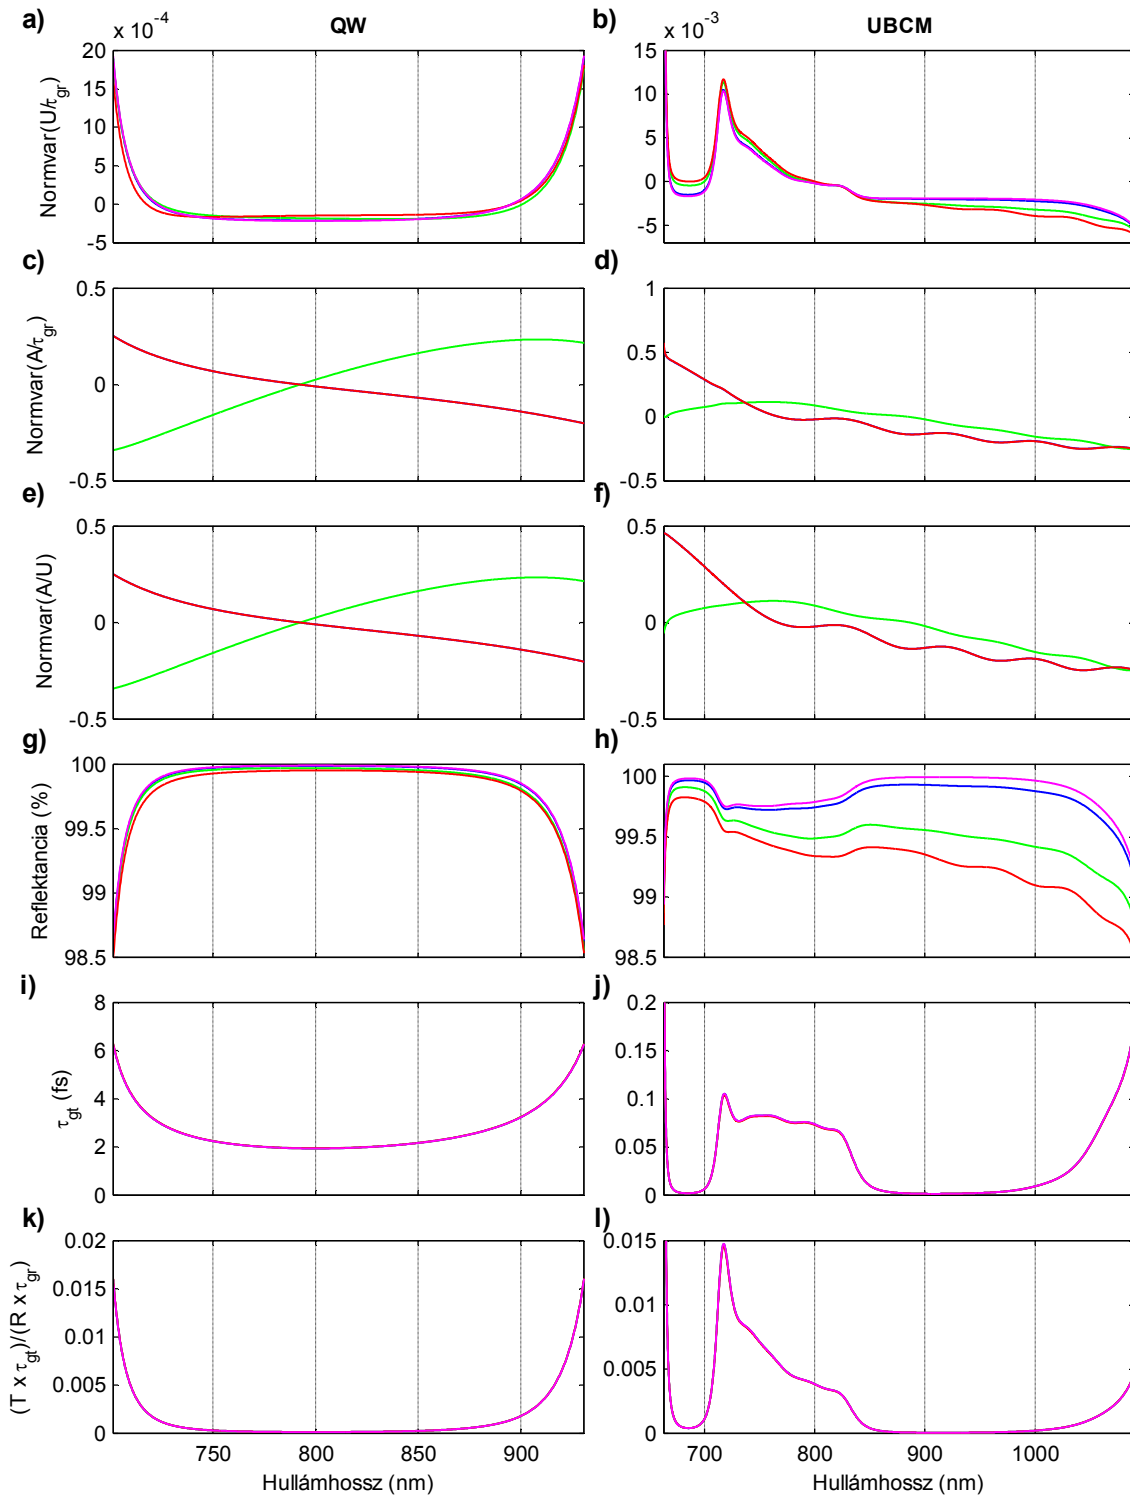 a)
x 10⁻⁴
QW
Normvar(U/τgr)
20
15
10
5
0
-5
b)
x 10⁻³
UBCM
15
10
5
0
-5
c)
Normvar(A/τgr)
0.5
0
-0.5
d)
1
0.5
0
-0.5
e)
Normvar(A/U)
0.5
0
-0.5
f)
0.5
0
-0.5
g)
Reflektancia (%)
100
99.5
99
98.5
h)
100
99.5
99
98.5
i)
τgt (fs)
8
6
4
2
0
j)
0.2
0.15
0.1
0.05
0
k)
(T x τgt)/(R x τgr)
0.02
0.015
0.01
0.005
0
750 800 850 900
Hullámhossz (nm)
l)
0.015
0.01
0.005
0
700 800 900 1000
Hullámhossz (nm)